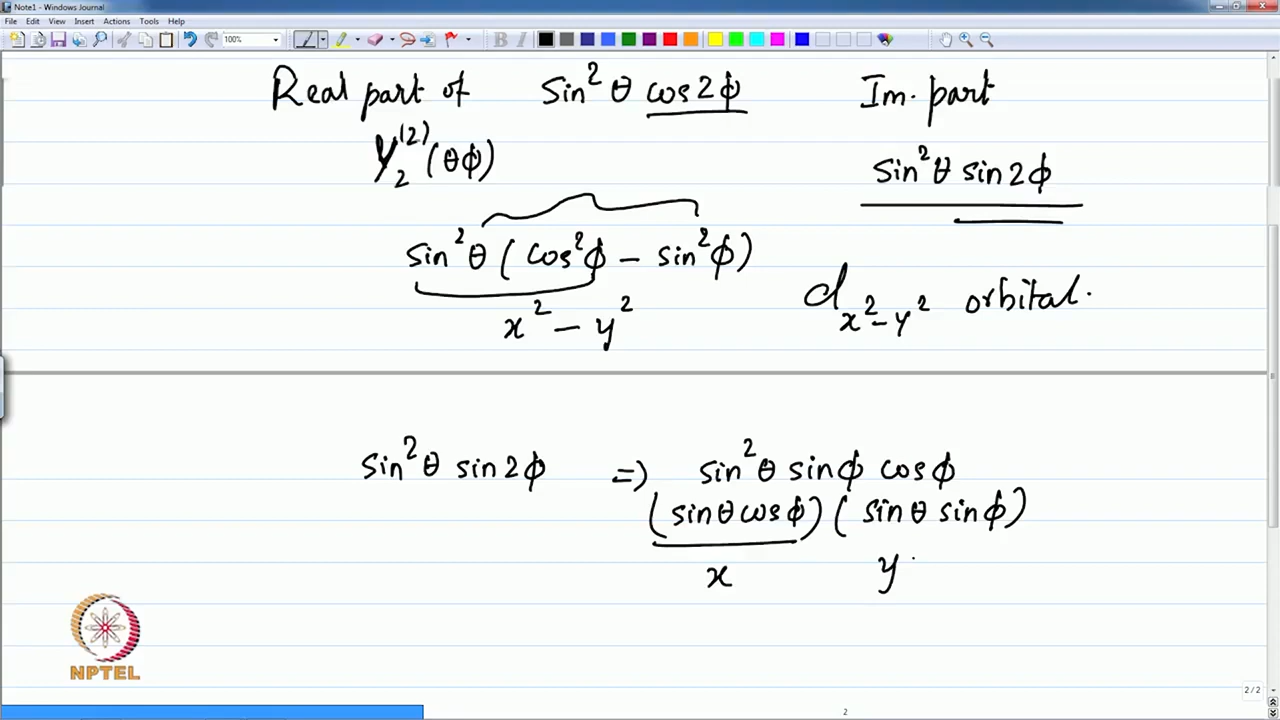 Note1 - Windows Journal
File Edit View Insert Actions Tools Help
100%
B I
Real part of sin²θ cos2φ Im. part
Y₂⁽²⁾(θφ)
sin²θ sin2φ
sin²θ (cos²φ – sin²φ)
x² – y²
d x²–y² orbital.
sin²θ sin2φ => sin²θ sinφ cosφ
(sinθ cosφ) (sinθ sinφ)
x y
NPTEL
2/2
2